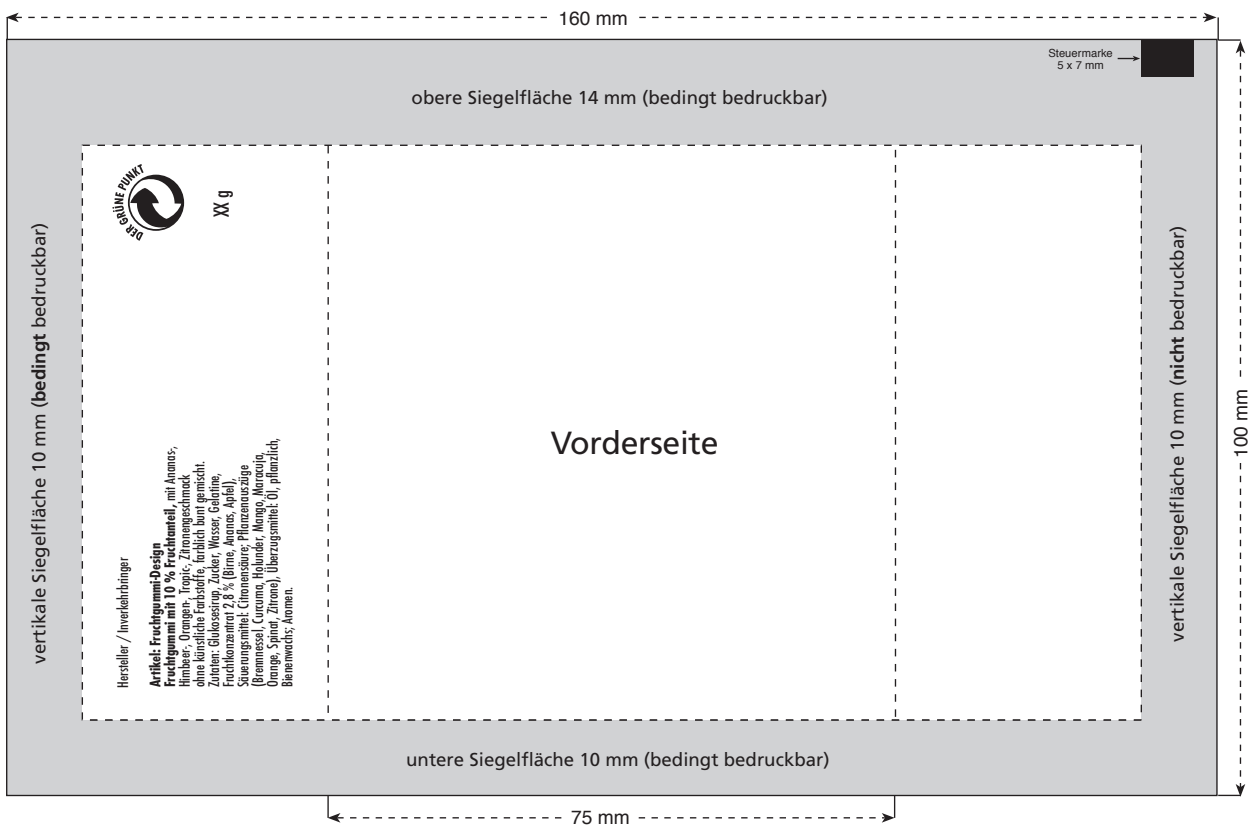 160 mm
Steuermarke
5 x 7 mm
obere Siegelfläche 14 mm (bedingt bedruckbar)
DER GRÜNE PUNKT
XX g
vertikale Siegelfläche 10 mm (bedingt bedruckbar)
Hersteller / Inverkehrbringer
Artikel: Fruchtgummi-Design
Fruchtgummi mit 10 % Fruchtanteil, mit Ananas-,
Himbeer-, Orangen-, Tropic-, Zitronengeschmack
ohne künstliche Farbstoffe, farblich bunt gemischt.
Zutaten: Glukosesirup, Zucker, Wasser, Gelatine,
Fruchtkonzentrat 2,8 % (Birne, Ananas, Apfel),
Säuerungsmittel: Citronensäure; Pflanzenauszüge
(Brennnessel, Curcuma, Holunder, Mango, Maracuja,
Orange, Spinat, Zitrone), Überzugsmittel: Öl, pflanzlich,
Bienenwachs; Aromen.
Vorderseite
vertikale Siegelfläche 10 mm (nicht bedruckbar)
100 mm
untere Siegelfläche 10 mm (bedingt bedruckbar)
75 mm